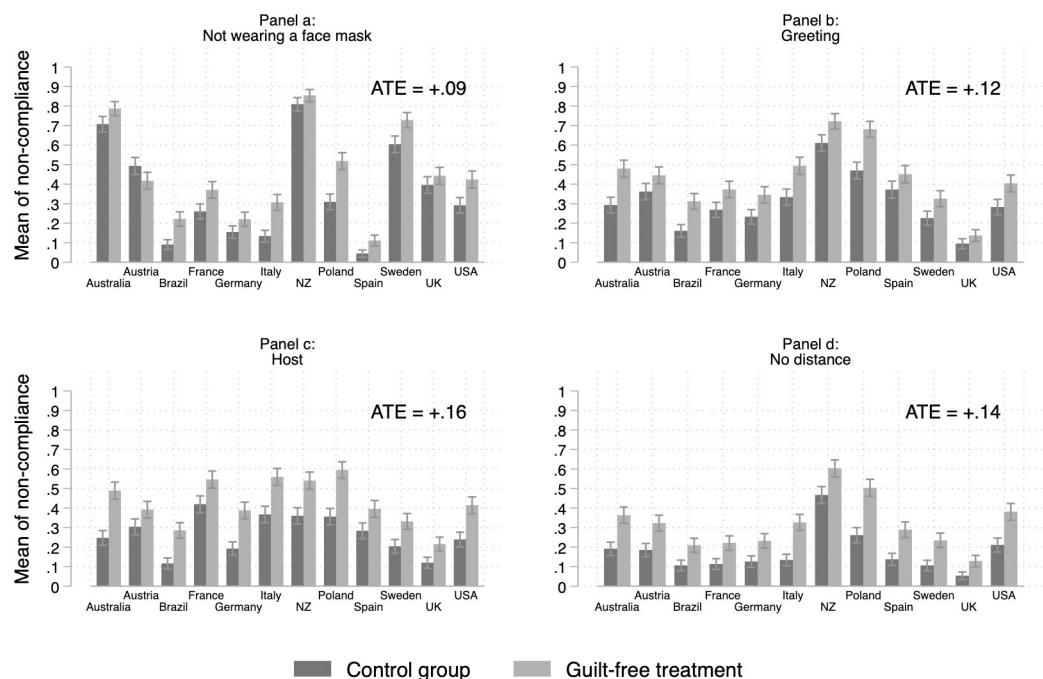 Panel a:
Not wearing a face mask
Mean of non-compliance
1
.9
.8
.7
.6
.5
.4
.3
.2
.1
0
ATE = +.09
Austria France Italy Poland Sweden USA
Australia Brazil Germany NZ Spain UK
Panel b:
Greeting
1
.9
.8
.7
.6
.5
.4
.3
.2
.1
0
ATE = +.12
Austria France Italy Poland Sweden USA
Australia Brazil Germany NZ Spain UK
Panel c:
Host
Mean of non-compliance
1
.9
.8
.7
.6
.5
.4
.3
.2
.1
0
ATE = +.16
Austria France Italy Poland Sweden USA
Australia Brazil Germany NZ Spain UK
Panel d:
No distance
1
.9
.8
.7
.6
.5
.4
.3
.2
.1
0
ATE = +.14
Austria France Italy Poland Sweden USA
Australia Brazil Germany NZ Spain UK
Control group
Guilt-free treatment